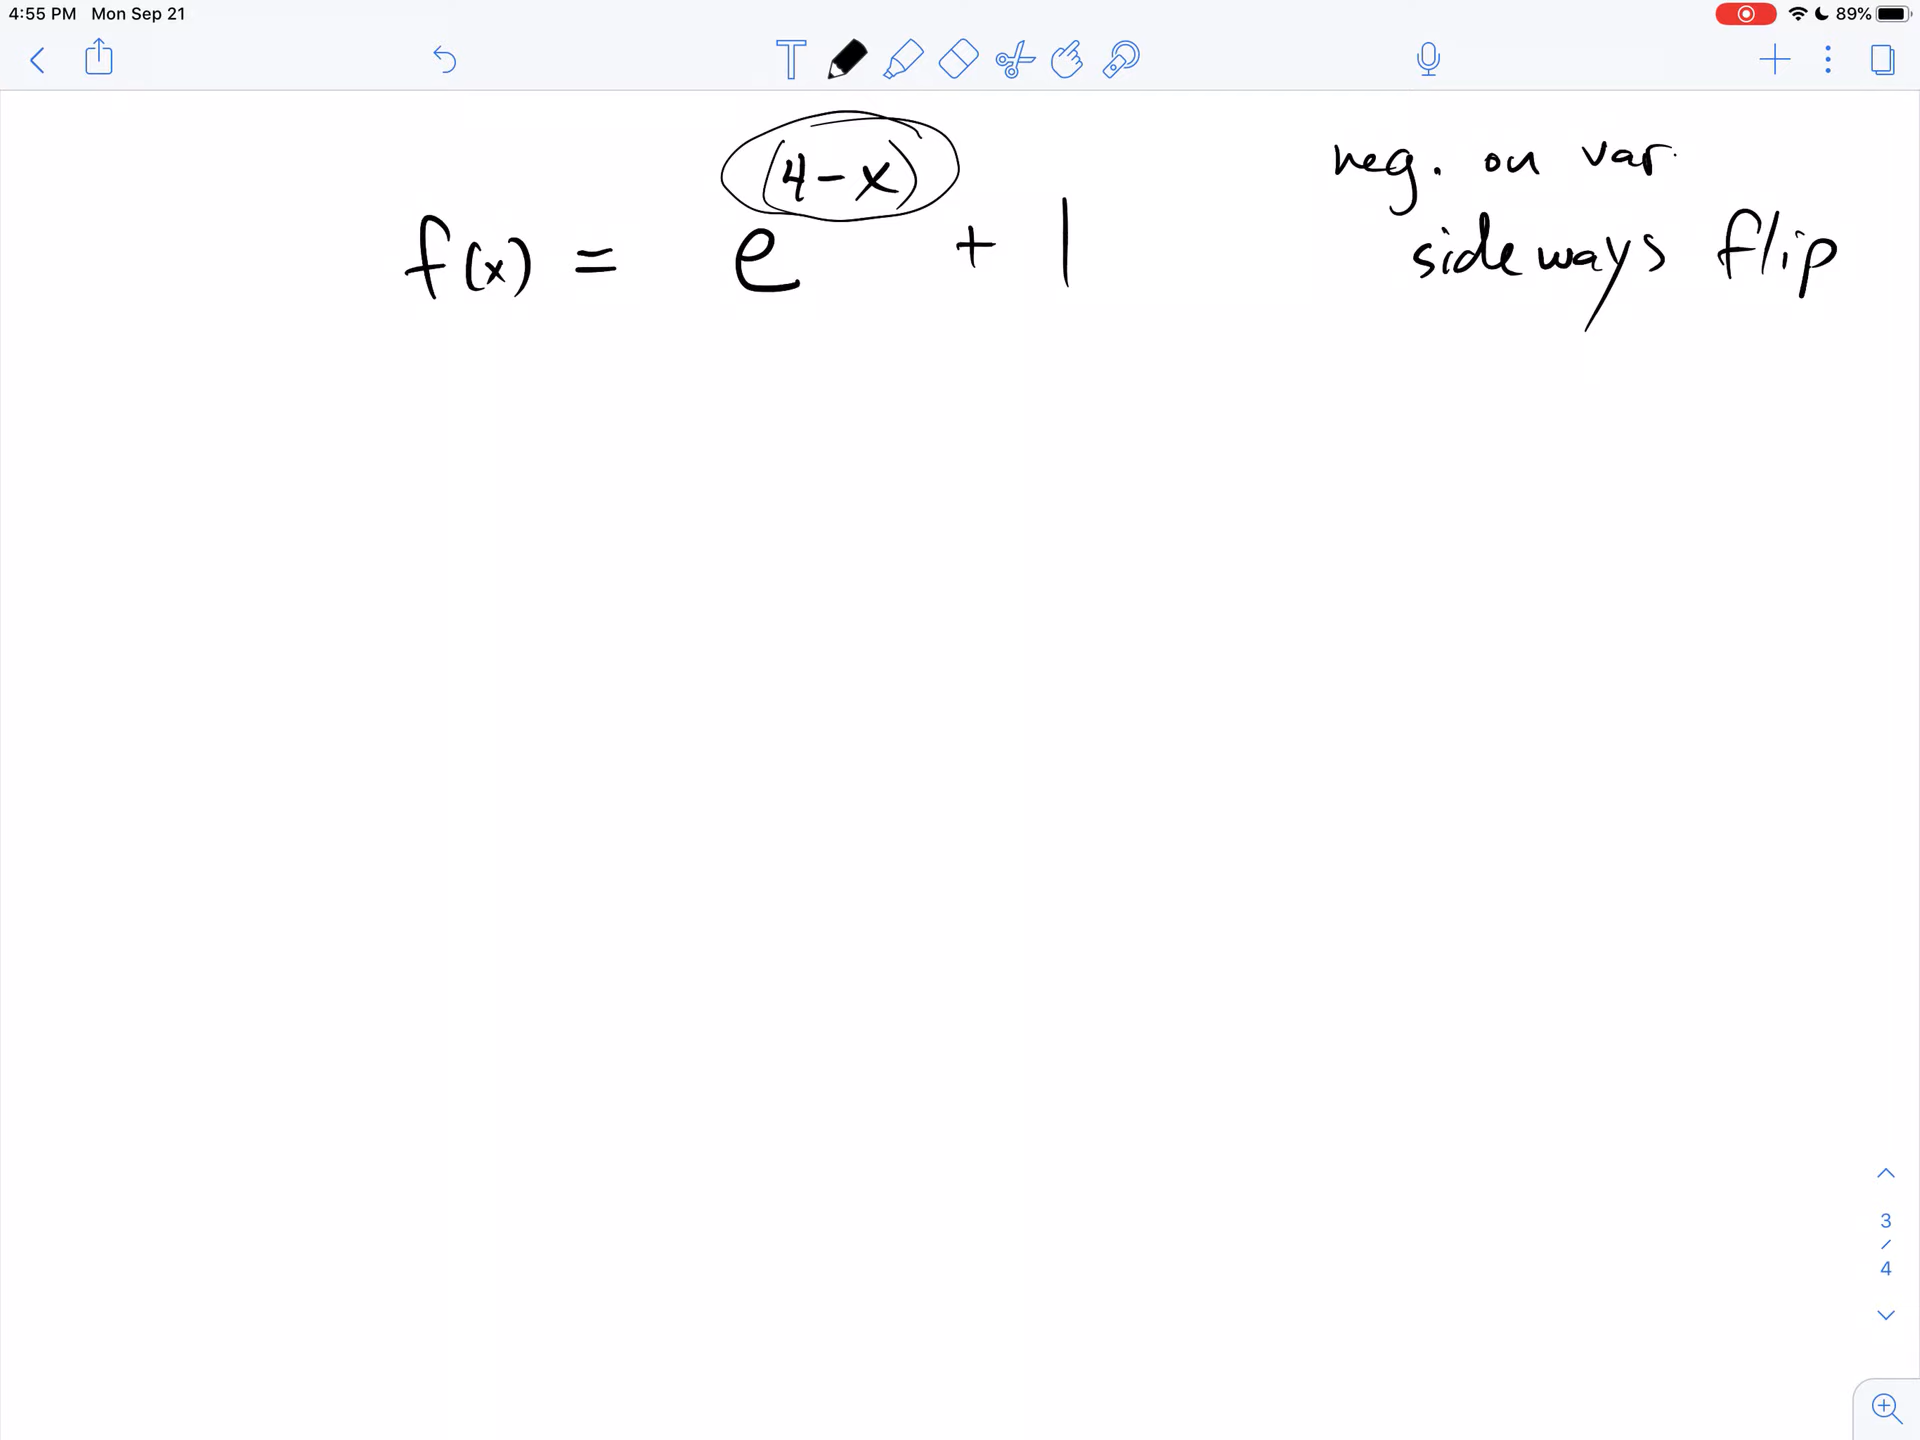 4:55 PM Mon Sep 21
89%
T
f(x) = e^(4-x) + 1
neg. on var.
sideways flip
3
/
4